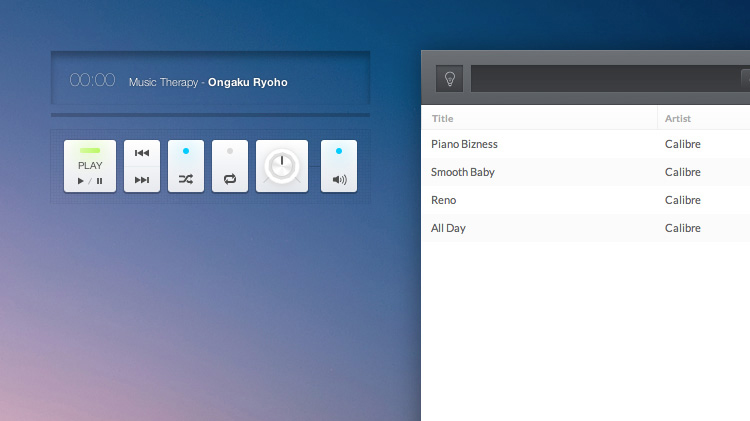 00:00 Music Therapy - Ongaku Ryoho
PLAY
Title Artist
Piano Bizness Calibre
Smooth Baby Calibre
Reno Calibre
All Day Calibre